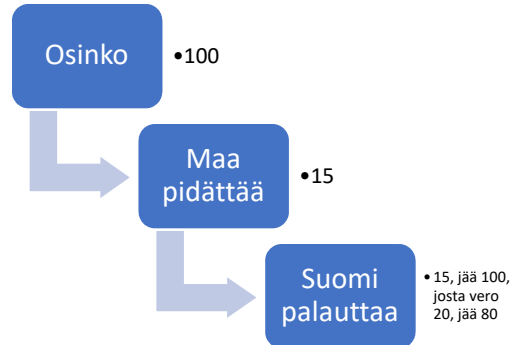 Osinko
•100
Maa
pidättää
•15
Suomi
palauttaa
• 15, jää 100,
josta vero
20, jää 80